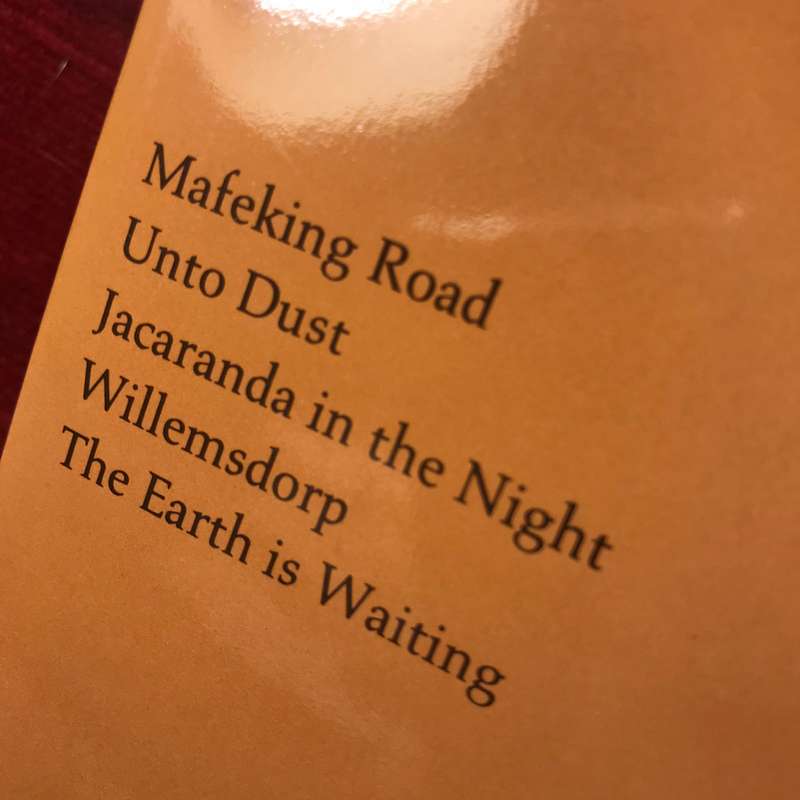 Mafeking Road
Unto Dust
Jacaranda in the Night
Willemsdorp
The Earth is Waiting